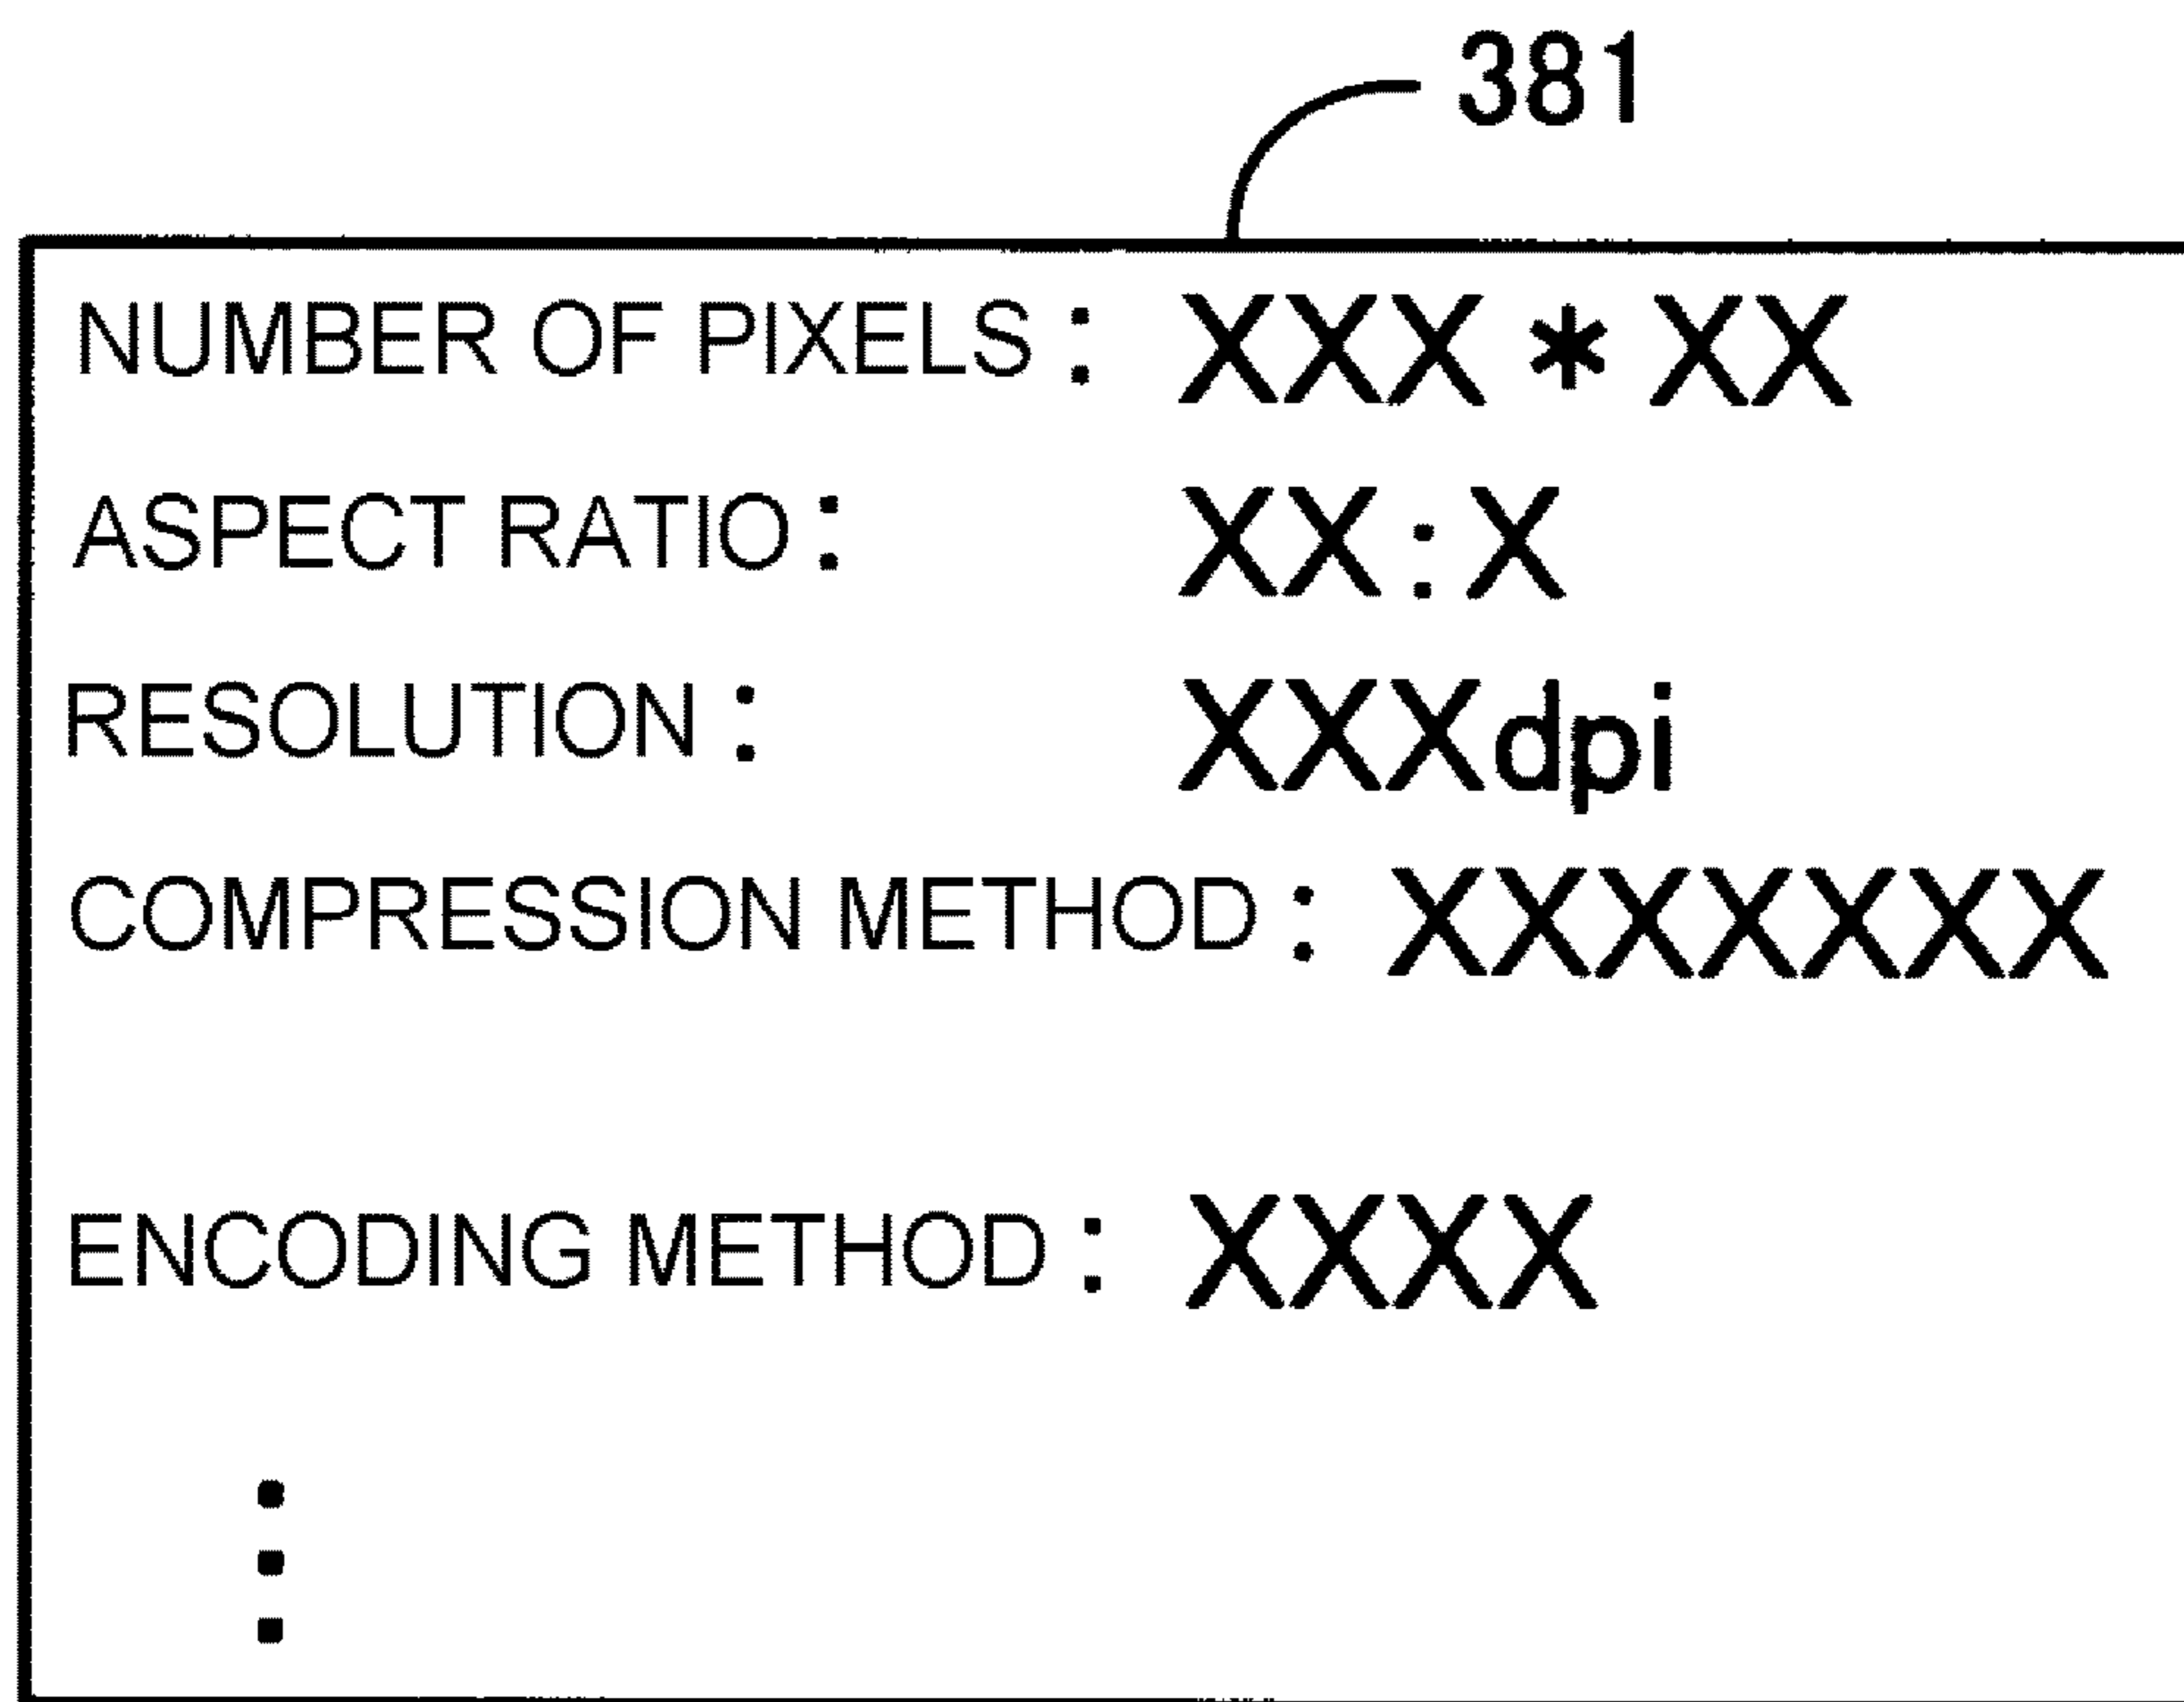 381
NUMBER OF PIXELS: XXX * XX
ASPECT RATIO: XX:X
RESOLUTION: XXXdpi
COMPRESSION METHOD: XXXXXXX
ENCODING METHOD: XXXX